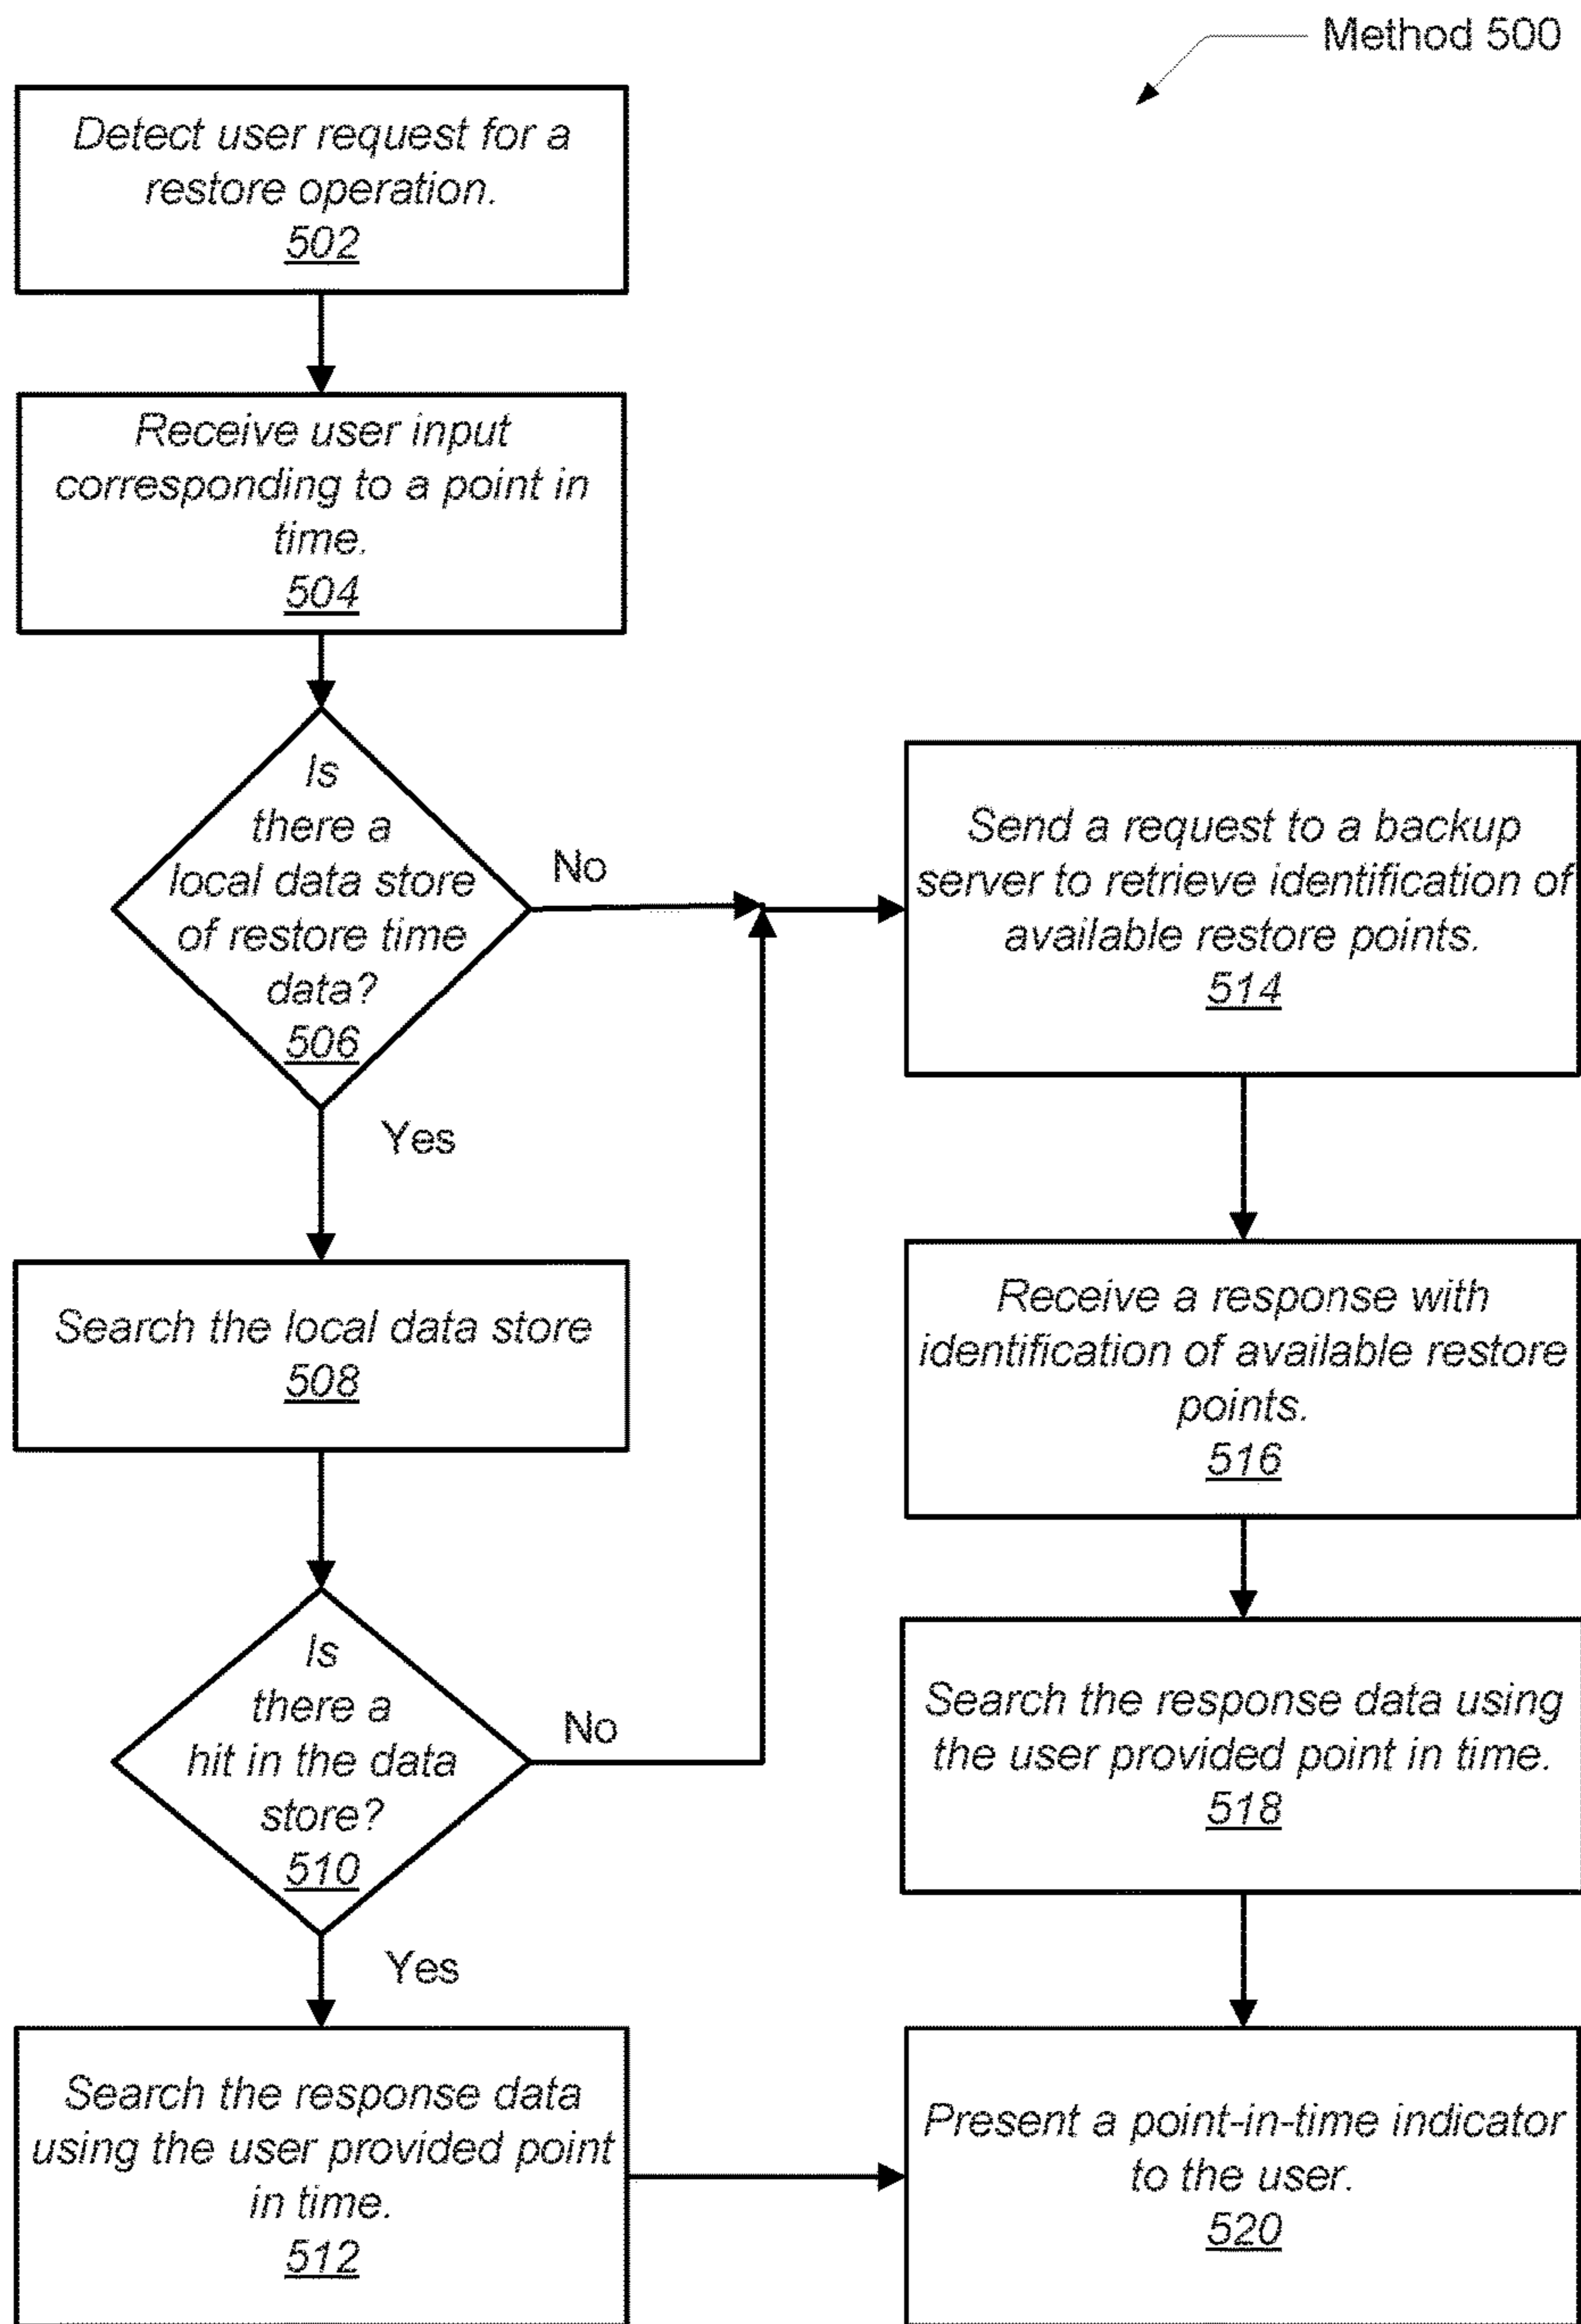 Method 500
Detect user request for a
restore operation.
502
Receive user input
corresponding to a point in
time.
504
Is
there a
local data store
of restore time
data?
506
No
Yes
Search the local data store
508
Is
there a
hit in the data
store?
510
No
Yes
Search the response data
using the user provided point
in time.
512
Send a request to a backup
server to retrieve identification of
available restore points.
514
Receive a response with
identification of available restore
points.
516
Search the response data using
the user provided point in time.
518
Present a point-in-time indicator
to the user.
520